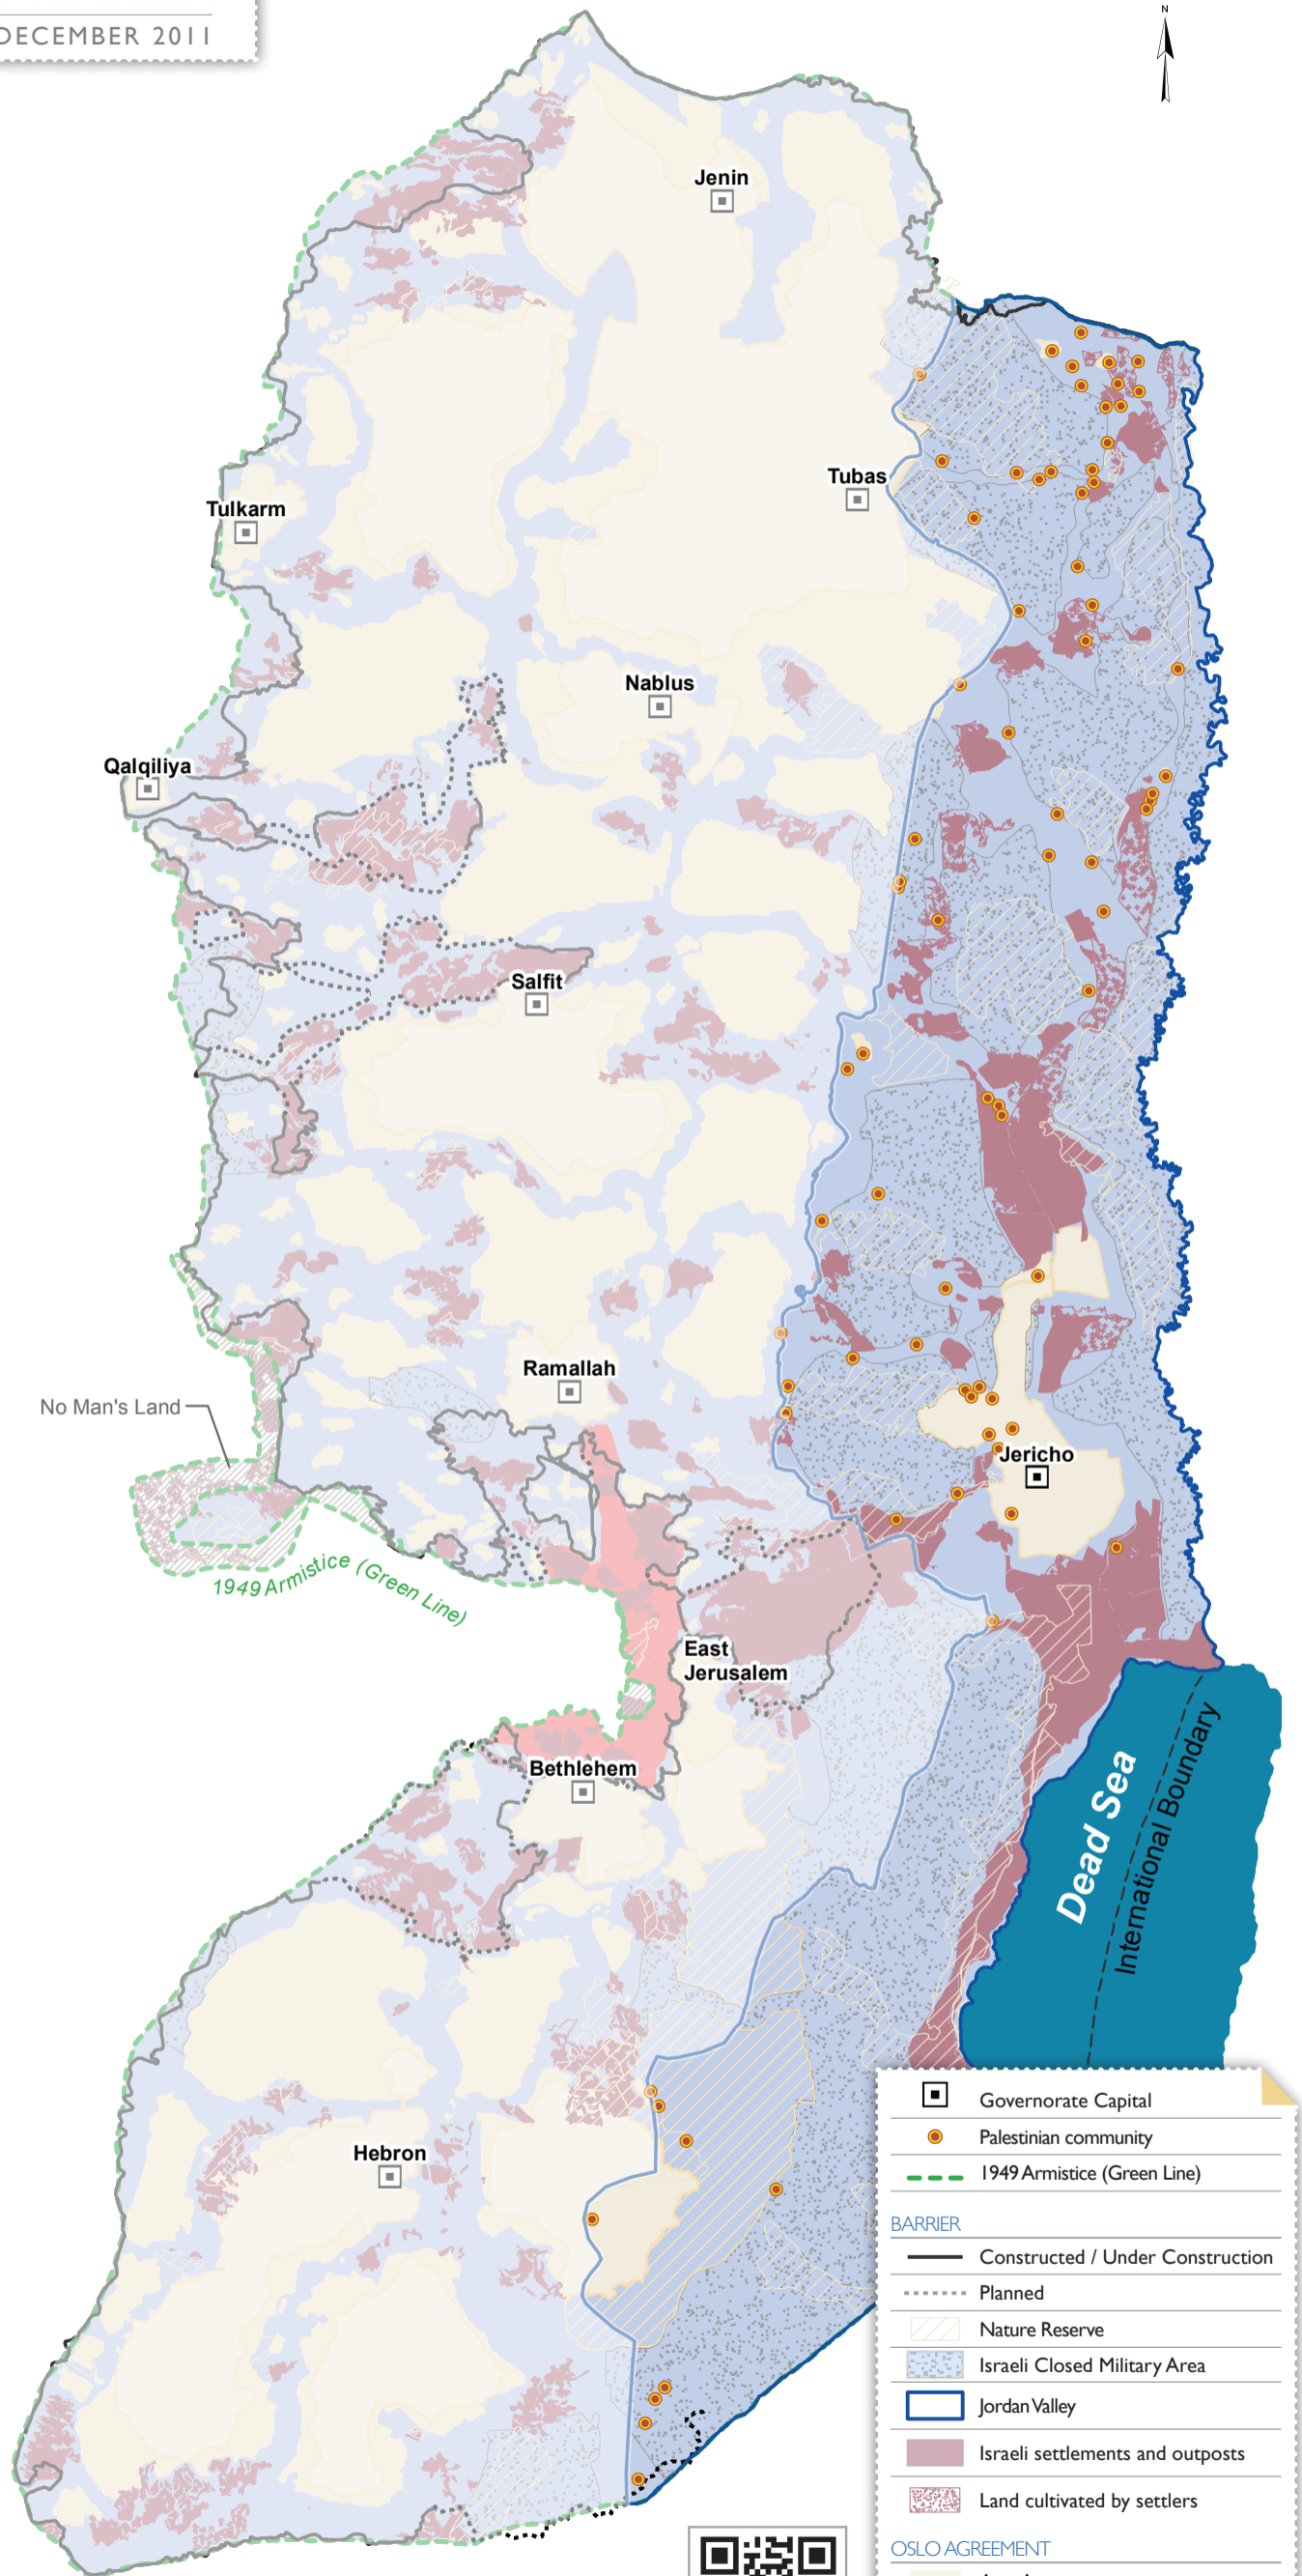 DECEMBER 2011
N
Jenin
Tubas
Tulkarm
Nablus
Qalqiliya
Salfit
Ramallah
No Man's Land
Jericho
1949 Armistice (Green Line)
East
Jerusalem
Bethlehem
Dead Sea
International Boundary
Hebron
Governorate Capital
Palestinian community
1949 Armistice (Green Line)
BARRIER
Constructed / Under Construction
Planned
Nature Reserve
Israeli Closed Military Area
Jordan Valley
Israeli settlements and outposts
Land cultivated by settlers
OSLO AGREEMENT